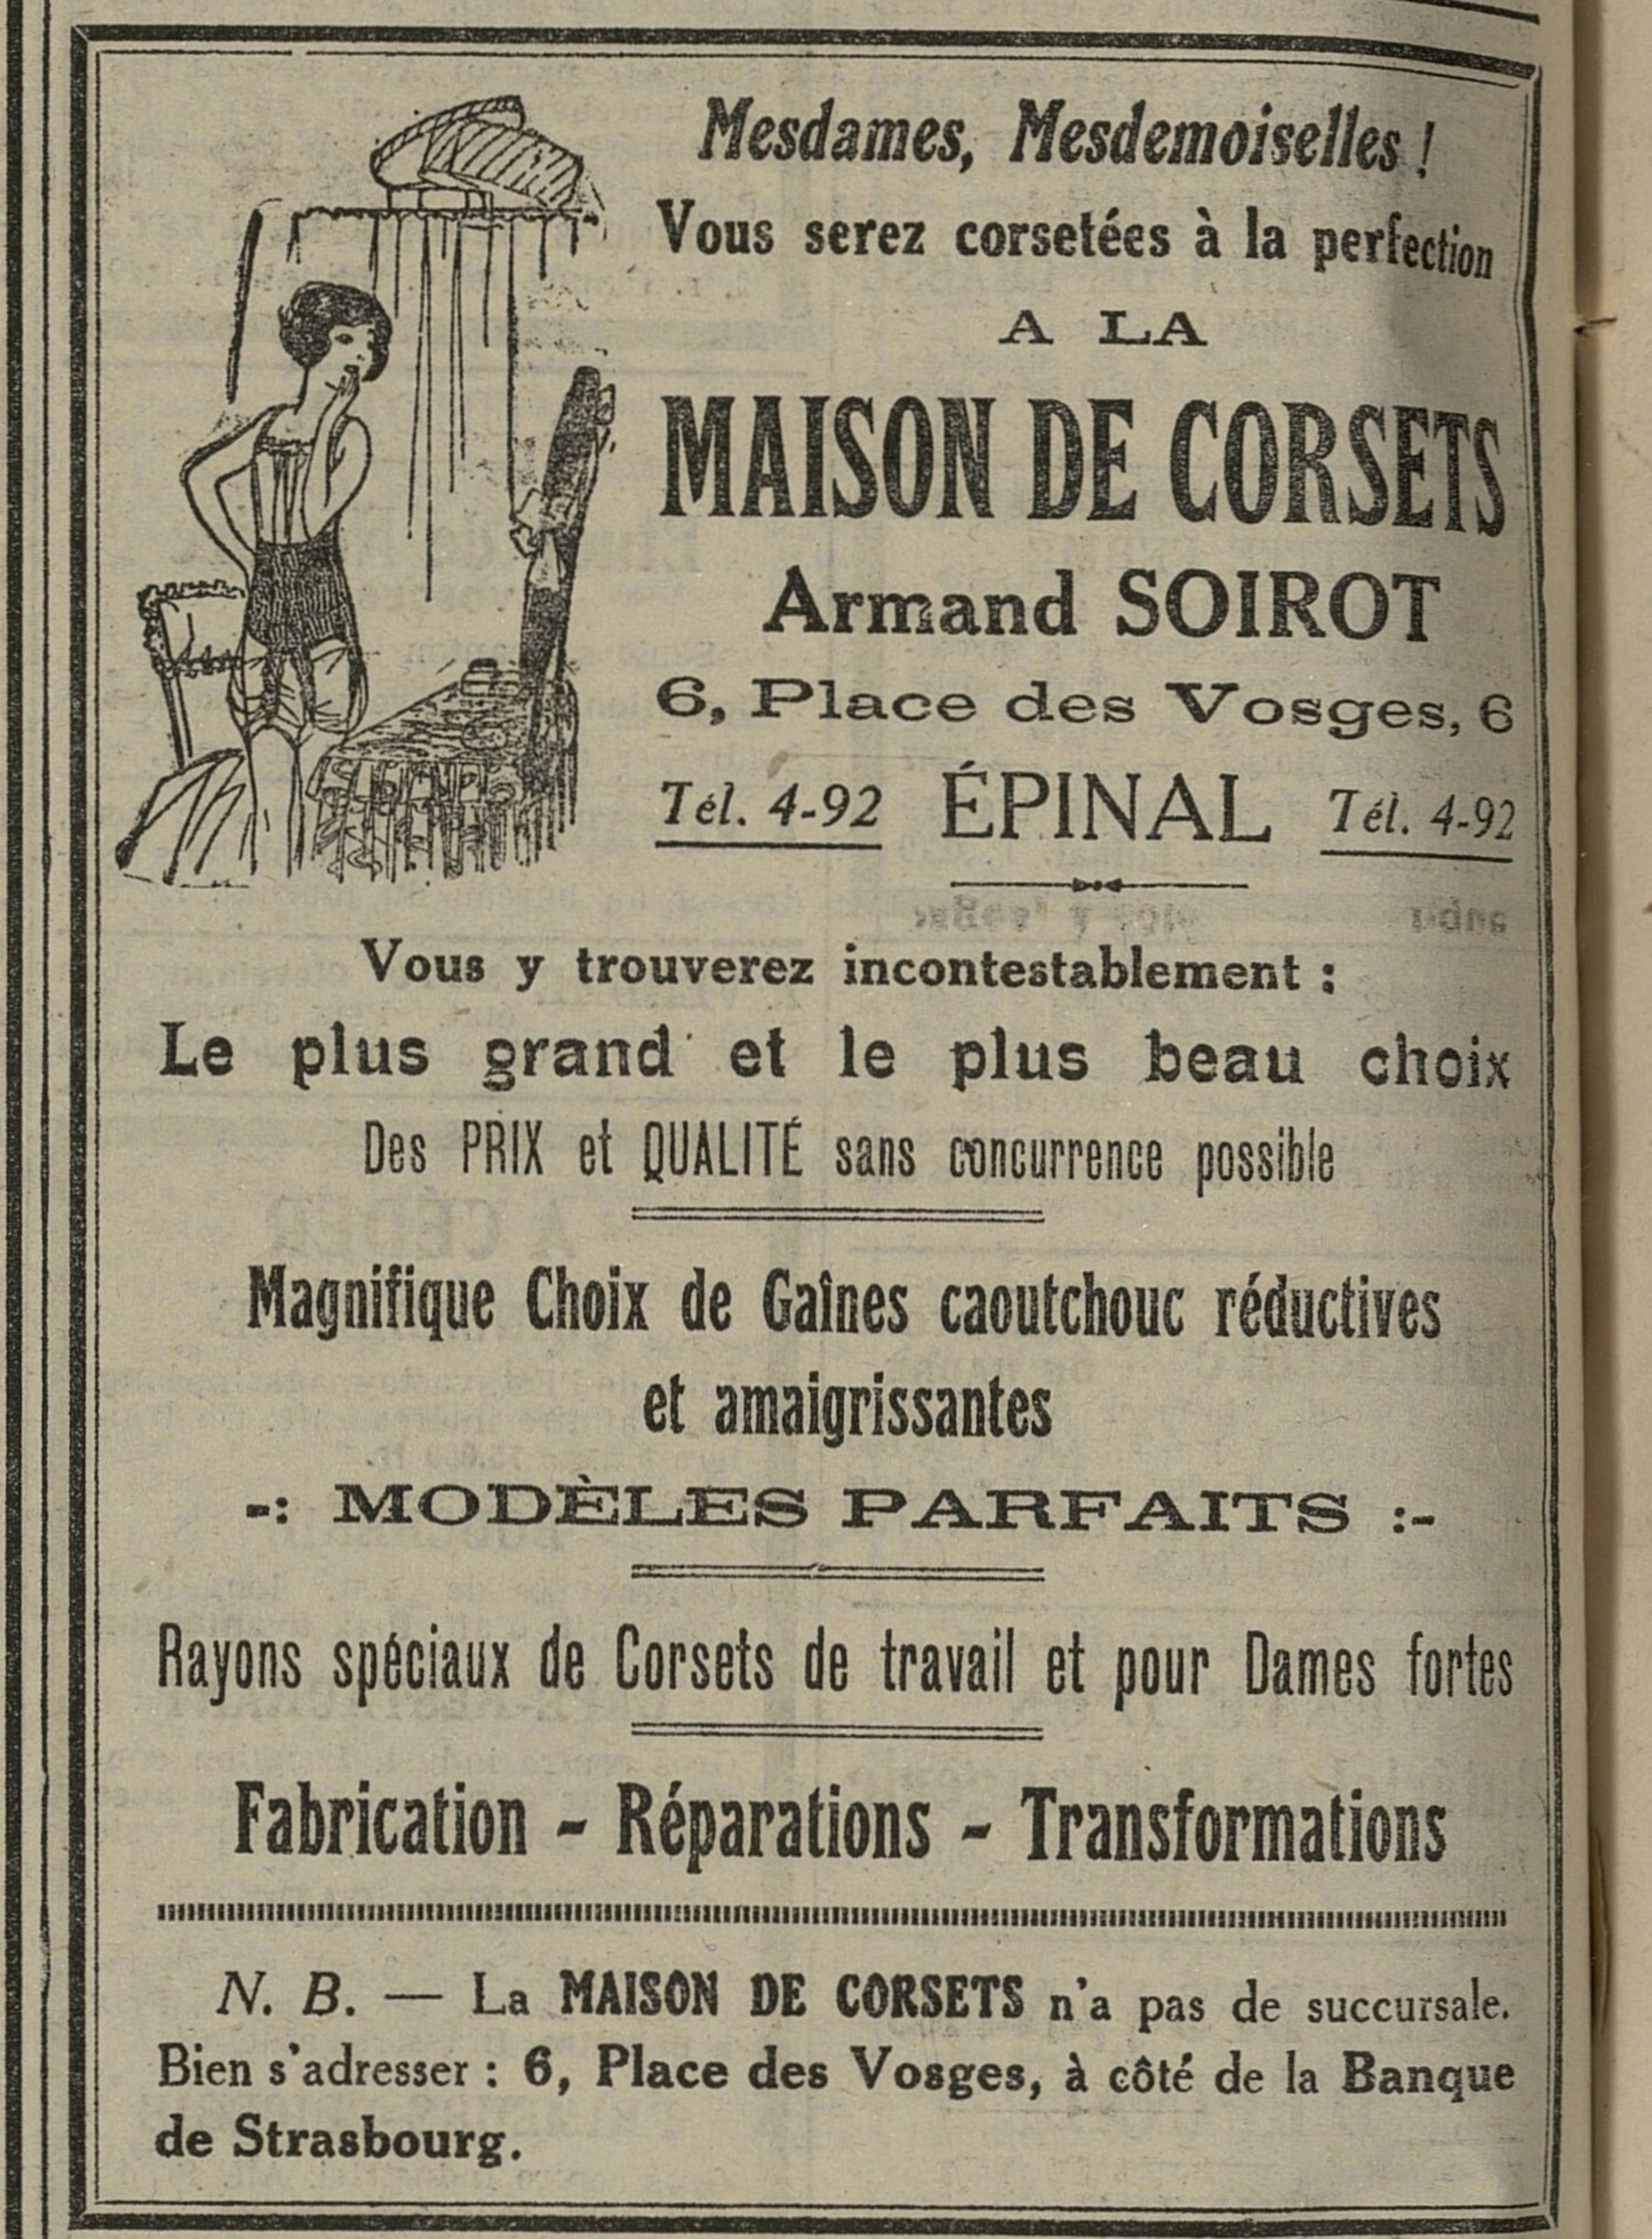 Mesdames, Mesdemoiselles !
Vous serez corsetées à la perfection
A LA
MAISON DE CORSETS
Armand SOIROT
6, Place des Vosges, 6
Tél. 4-92 ÉPINAL Tél. 4-92
Vous y trouverez incontestablement :
Le plus grand et le plus beau choix
Des PRIX et QUALITÉ sans concurrence possible
Magnifique Choix de Gaînes caoutchouc réductives
et amaigrissantes
-: MODÈLES PARFAITS :-
Rayons spéciaux de Corsets de travail et pour Dames fortes
Fabrication - Réparations - Transformations
N. B. — La MAISON DE CORSETS n'a pas de succursale.
Bien s'adresser : 6, Place des Vosges, à côté de la Banque
de Strasbourg.